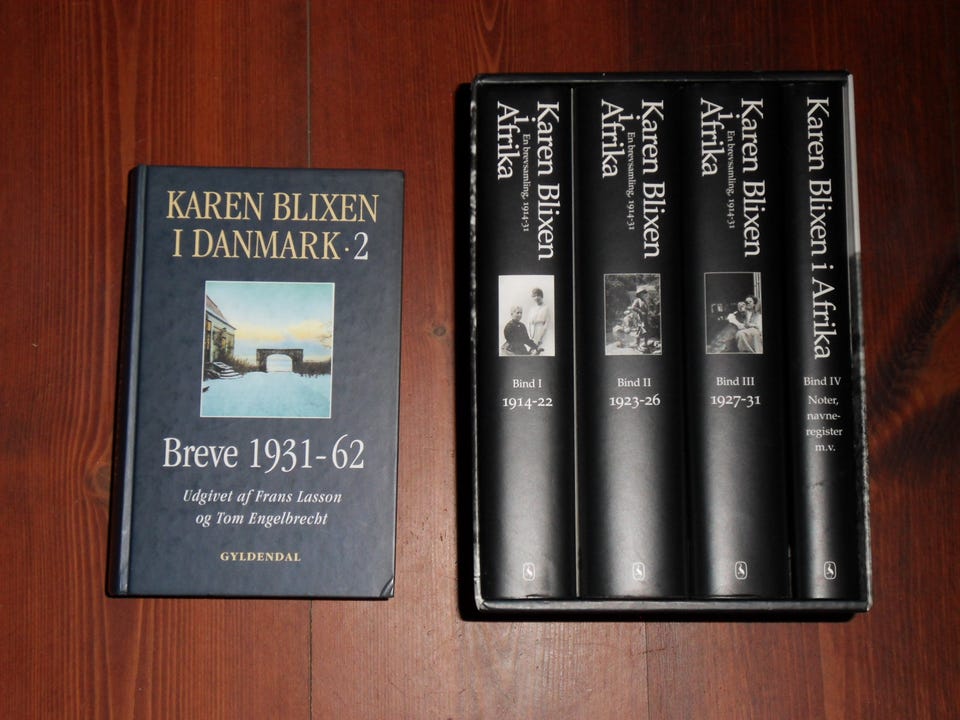 KAREN BLIXEN
I DANMARK · 2
Breve 1931-62
Udgivet af Frans Lasson
og Tom Engelbrecht
GYLDENDAL
Karen Blixen
i
Afrika
En brevsamling, 1914-31
Bind I
1914-22
Karen Blixen
i
Afrika
En brevsamling, 1914-31
Bind II
1923-26
Karen Blixen
i
Afrika
En brevsamling, 1914-31
Bind III
1927-31
Karen Blixen i Afrika
Bind IV
Noter,
navne-
register
m.v.